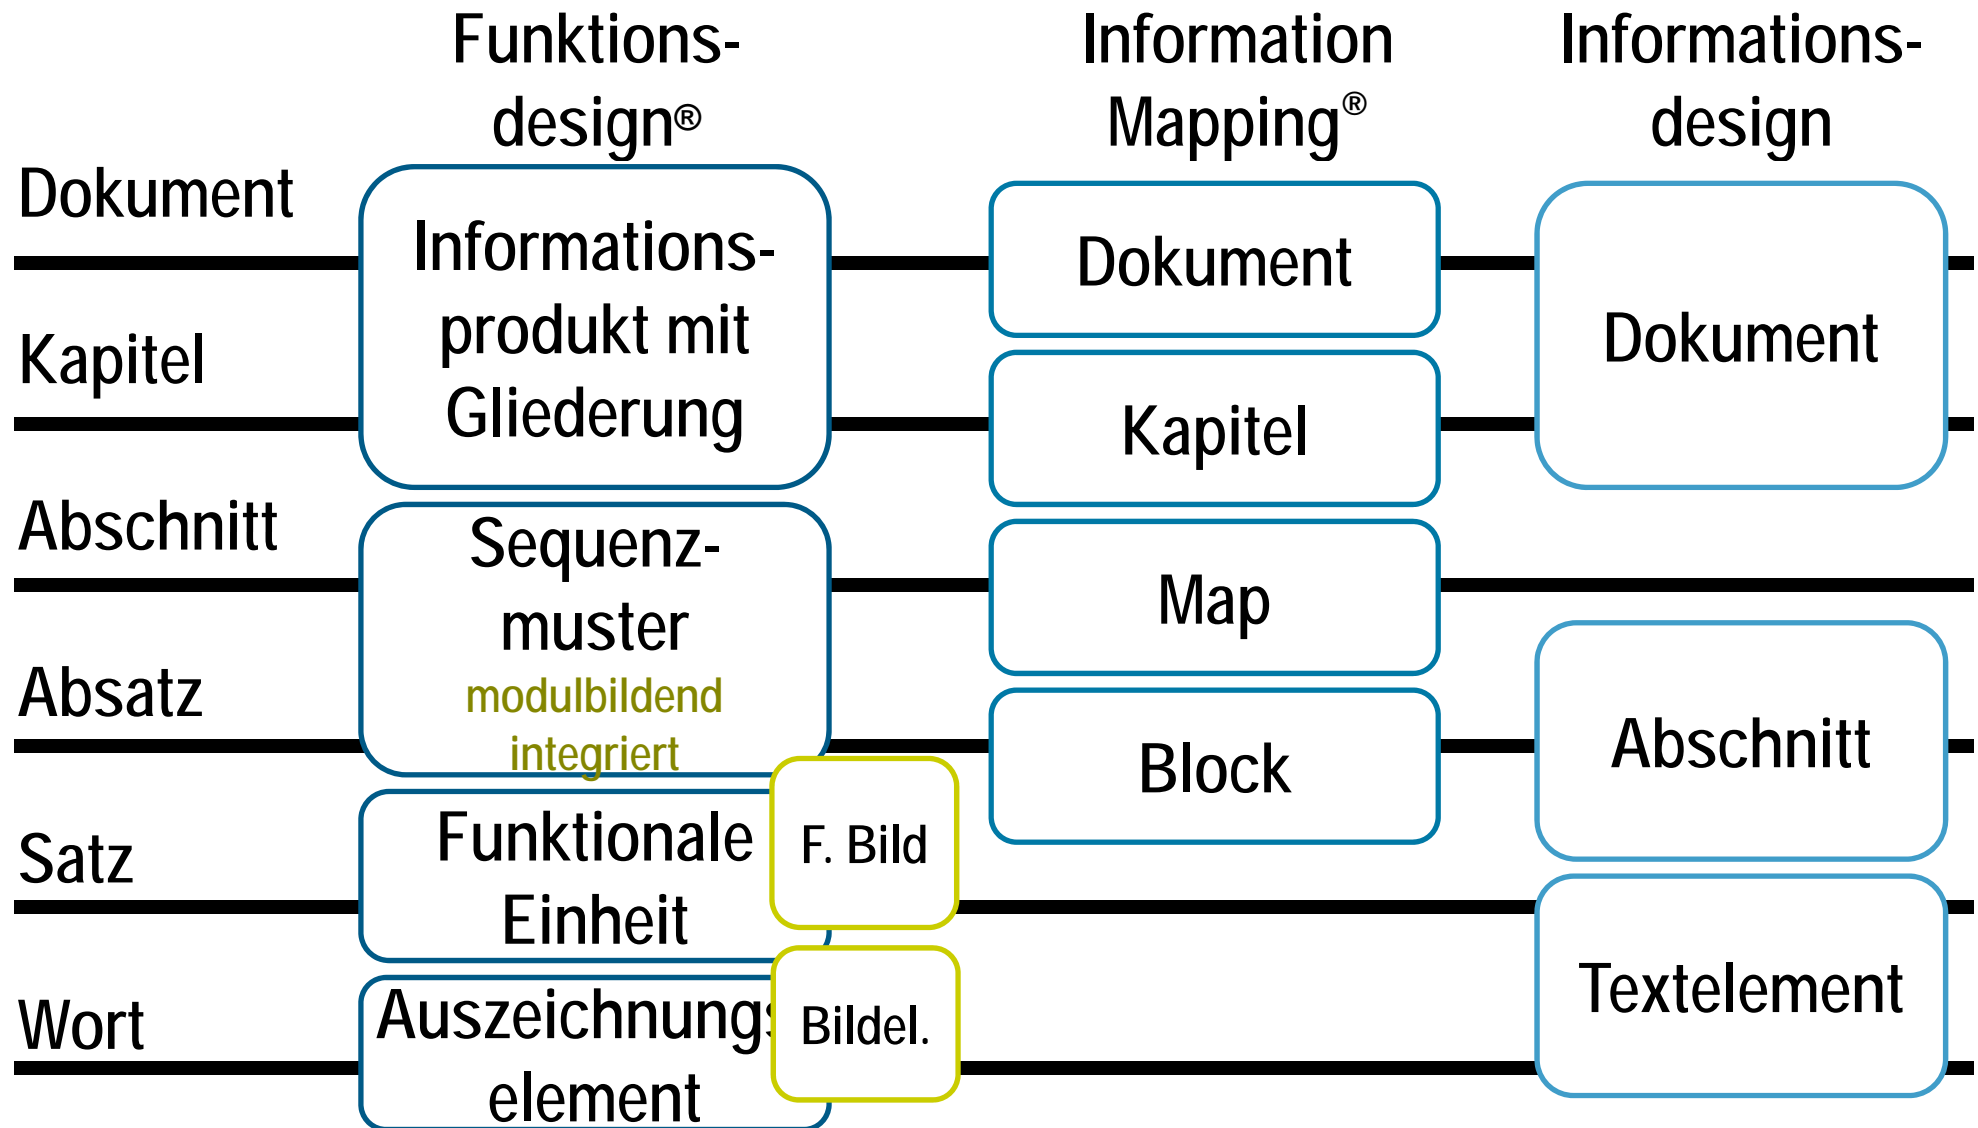 Funktions-
design®
Information
Mapping®
Informations-
design
Dokument
Kapitel
Abschnitt
Absatz
Satz
Wort
Informations-
produkt mit
Gliederung
Sequenz-
muster
modulbildend
integriert
Funktionale
Einheit
Auszeichnungs
element
F. Bild
Bildel.
Dokument
Kapitel
Map
Block
Dokument
Abschnitt
Textelement